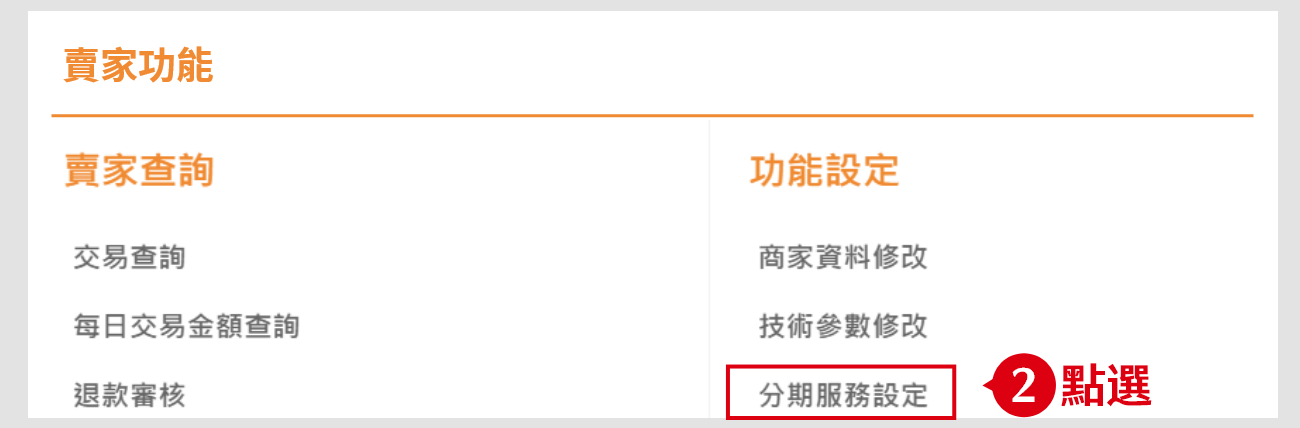 賣家功能
賣家查詢
交易查詢
每日交易金額查詢
退款審核
功能設定
商家資料修改
技術參數修改
分期服務設定
2 點選